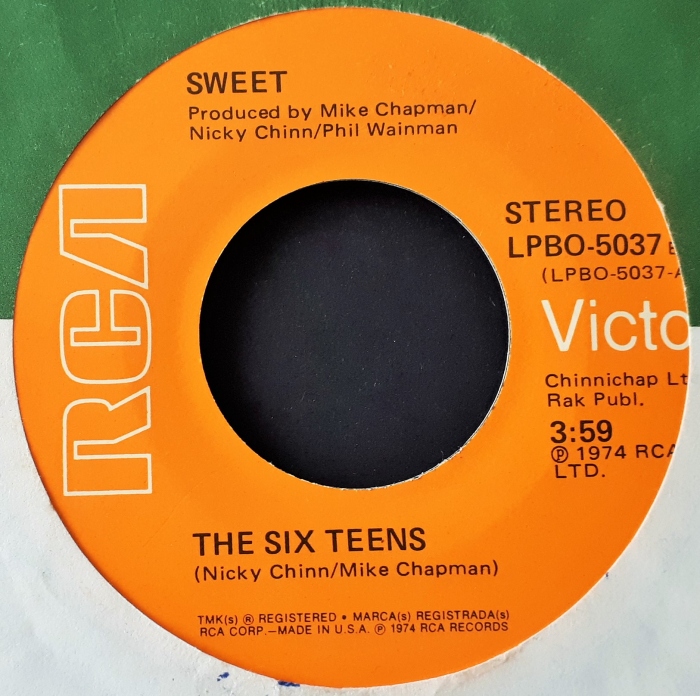 SWEET
Produced by Mike Chapman/
Nicky Chinn/Phil Wainman
RCA
STEREO
LPBO-5037
(LPBO-5037-A
Victo
Chinnichap Lt
Rak Publ.
3:59
℗ 1974 RCA
LTD.
THE SIX TEENS
(Nicky Chinn/Mike Chapman)
TMK(s) ® REGISTERED • MARCA(s) REGISTRADA(s)
RCA CORP.—MADE IN U.S.A. ℗ 1974 RCA RECORDS